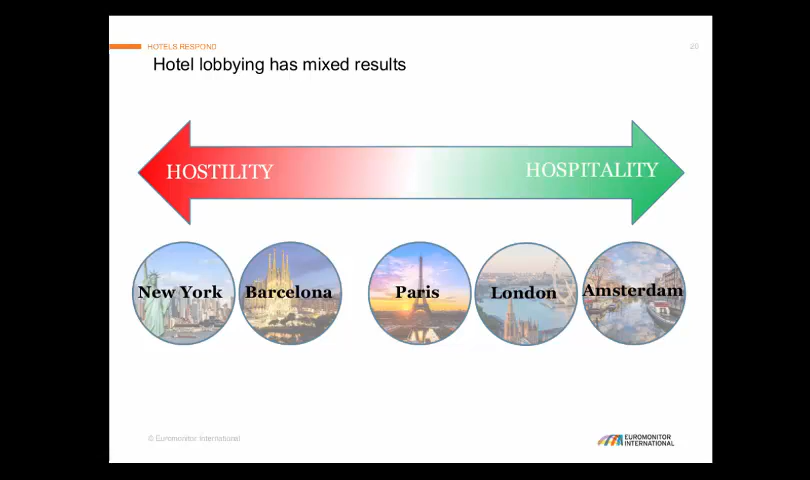 HOTELS RESPOND
20
Hotel lobbying has mixed results
HOSTILITY
HOSPITALITY
New York
Barcelona
Paris
London
Amsterdam
© Euromonitor International
EUROMONITOR
INTERNATIONAL